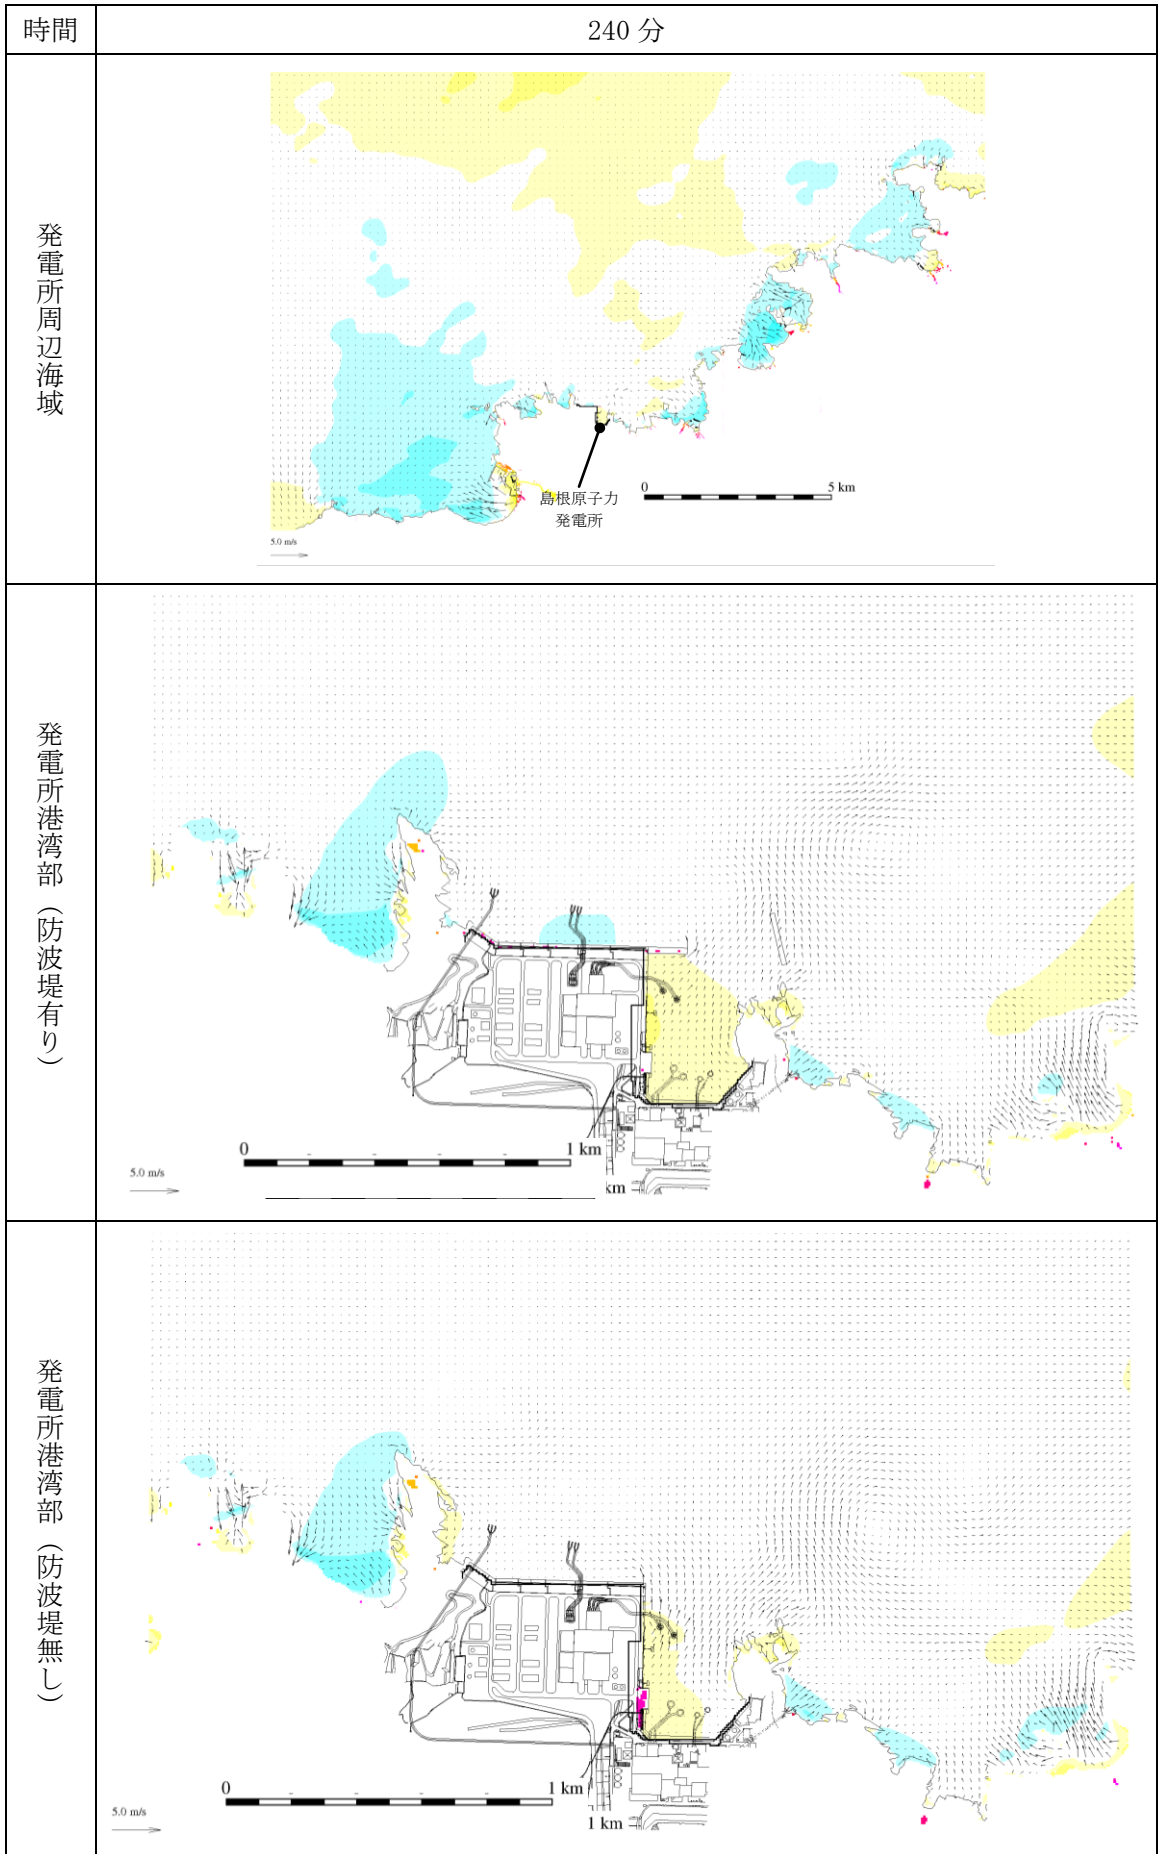 時間
240 分
発電所周辺海域
島根原子力
発電所
0
5 km
5.0 m/s
発電所港湾部（防波堤有り）
0
1 km
5.0 m/s
km
発電所港湾部（防波堤無し）
0
1 km
5.0 m/s
1 km